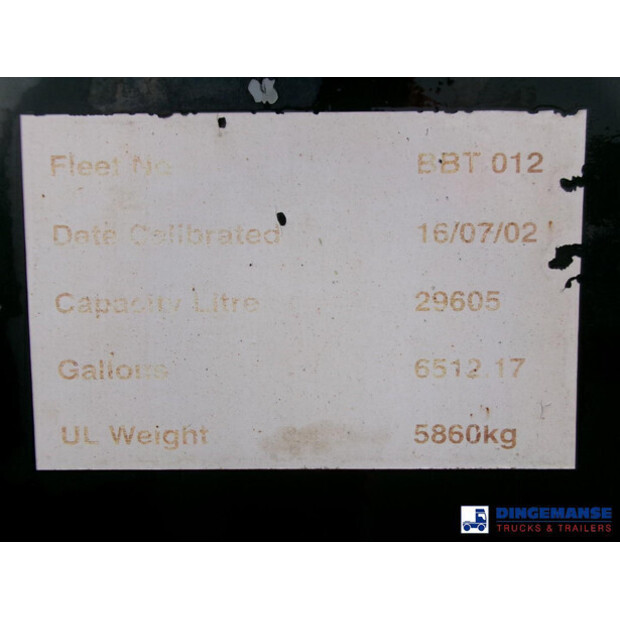 Fleet No BBT 012
Date Calibrated 16/07/02
Capacity Litre 29605
Gallons 6512.17
UL Weight 5860kg
DINGEMANSE
TRUCKS & TRAILERS